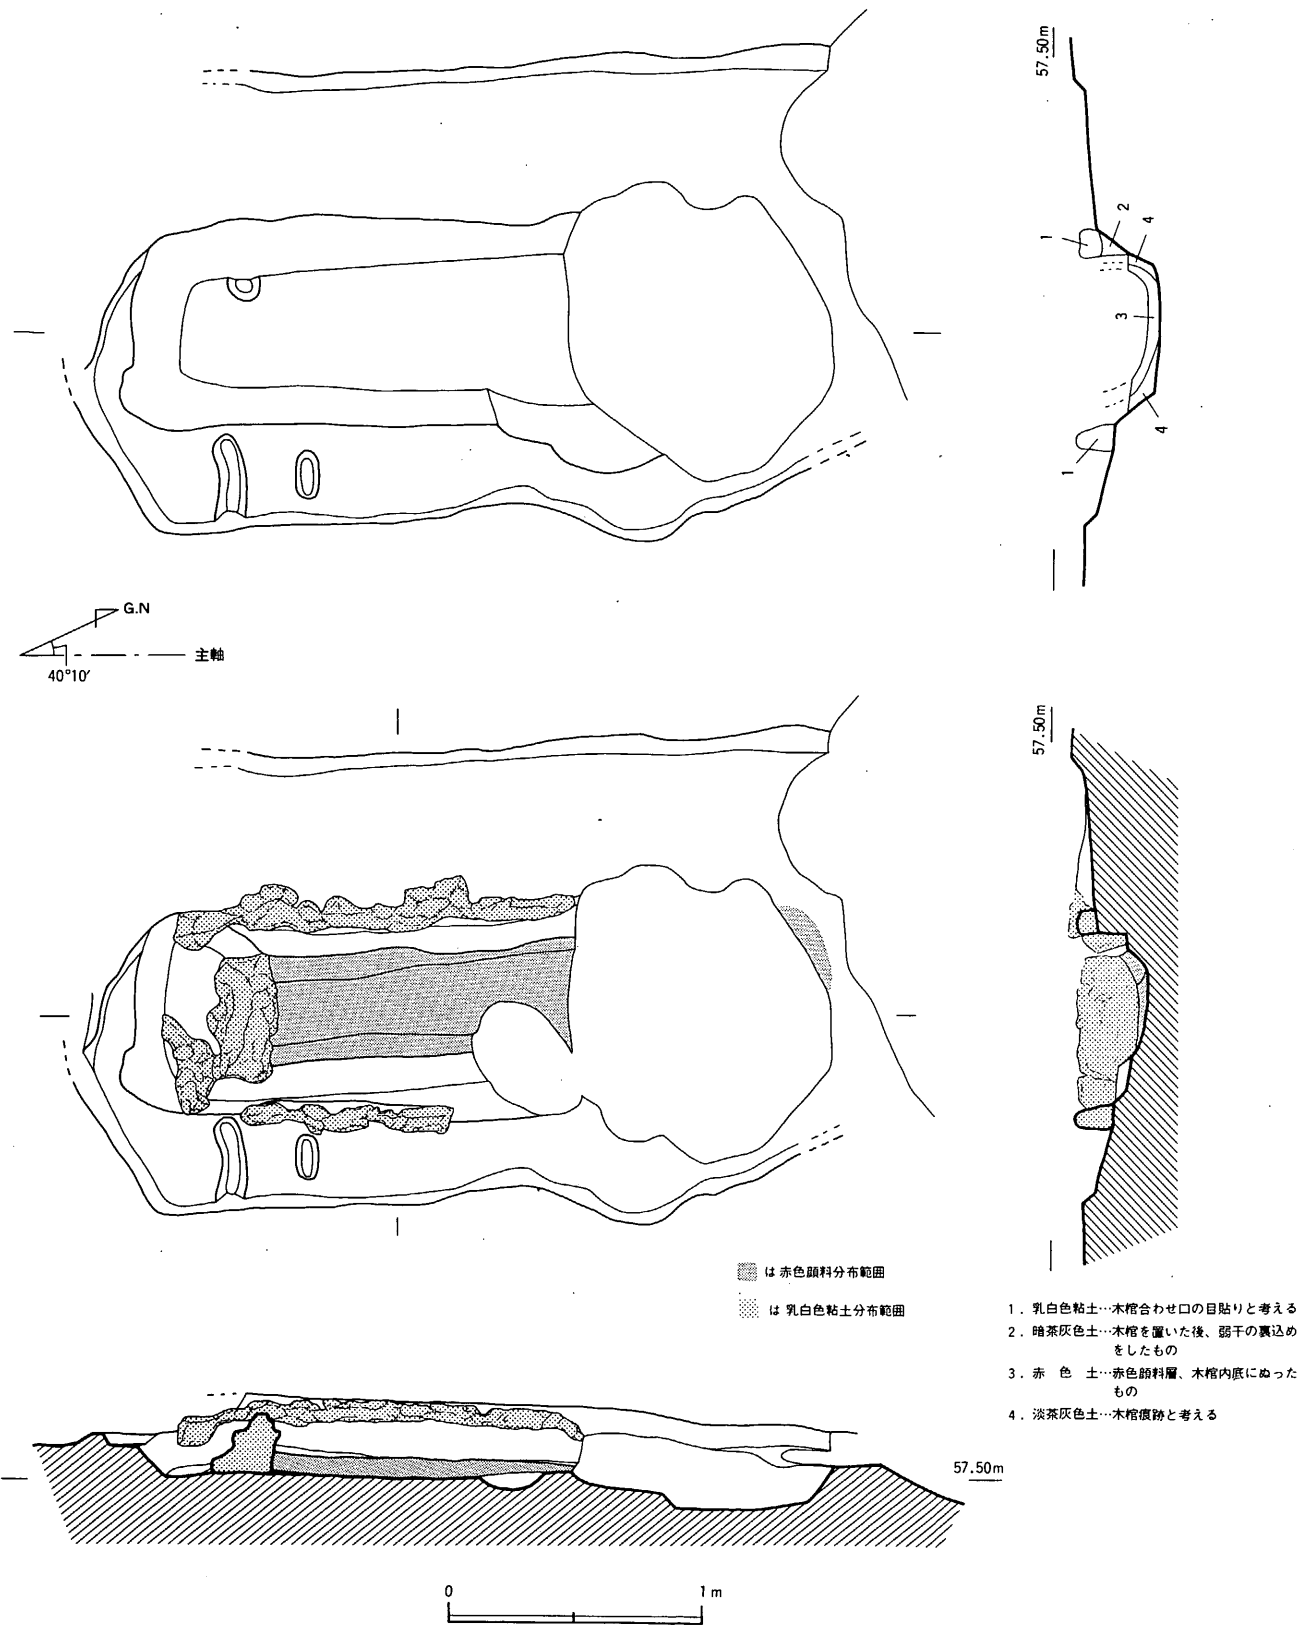 57.50m
1
2
4
3
4
1
G.N
主軸
40°10′
57.50m
は赤色顔料分布範囲
は乳白色粘土分布範囲
1．乳白色粘土…木棺合わせ口の目貼りと考える
2．暗茶灰色土…木棺を置いた後、弱干の裏込め
をしたもの
3．赤　色　土…赤色顔料層、木棺内底にぬった
もの
4．淡茶灰色土…木棺痕跡と考える
57.50m
0
1m